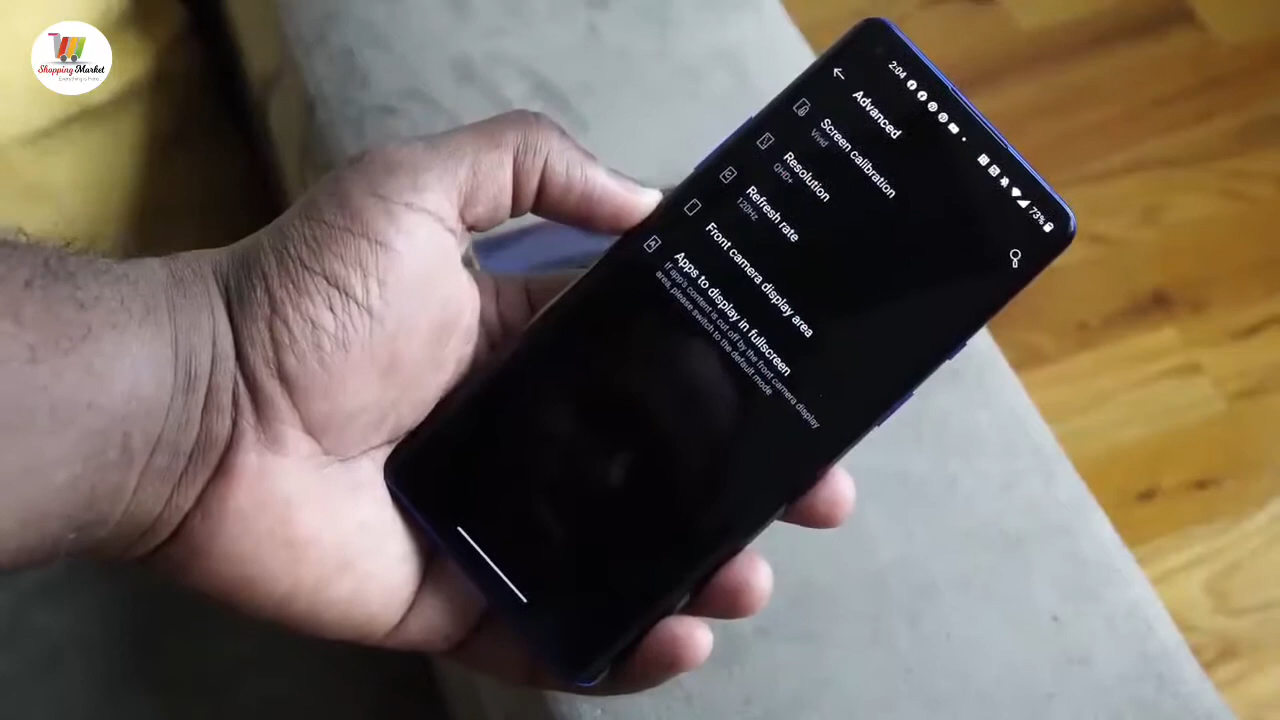 Shopping Market
2:04
73%
Advanced
Screen calibration
Vivid
Resolution
QHD+
Refresh rate
120Hz
Front camera display area
Apps to display in fullscreen
If app's content is cut off by the front camera display
area, please switch to the default mode